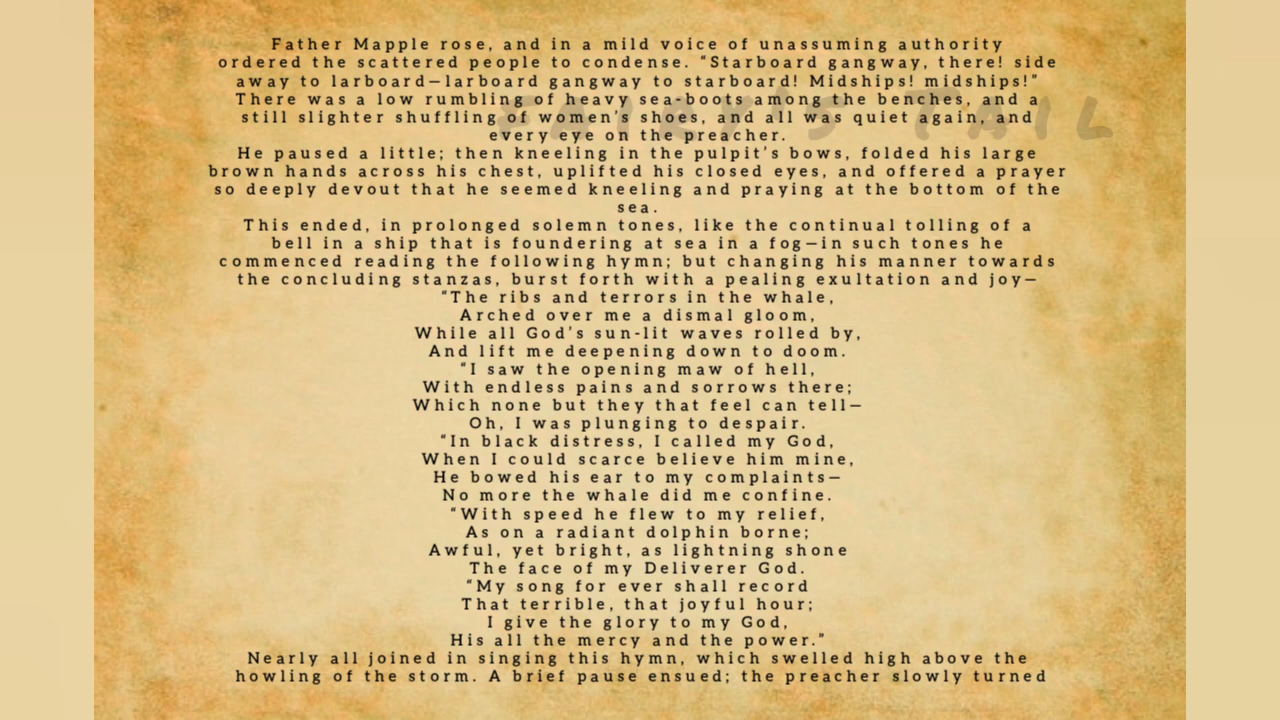 Father Mapple rose, and in a mild voice of unassuming authority
ordered the scattered people to condense. “Starboard gangway, there! side
away to larboard—larboard gangway to starboard! Midships! midships!”
There was a low rumbling of heavy sea-boots among the benches, and a
still slighter shuffling of women’s shoes, and all was quiet again, and
every eye on the preacher.
He paused a little; then kneeling in the pulpit’s bows, folded his large
brown hands across his chest, uplifted his closed eyes, and offered a prayer
so deeply devout that he seemed kneeling and praying at the bottom of the
sea.
This ended, in prolonged solemn tones, like the continual tolling of a
bell in a ship that is foundering at sea in a fog—in such tones he
commenced reading the following hymn; but changing his manner towards
the concluding stanzas, burst forth with a pealing exultation and joy—
“The ribs and terrors in the whale,
Arched over me a dismal gloom,
While all God’s sun-lit waves rolled by,
And lift me deepening down to doom.
“I saw the opening maw of hell,
With endless pains and sorrows there;
Which none but they that feel can tell—
Oh, I was plunging to despair.
“In black distress, I called my God,
When I could scarce believe him mine,
He bowed his ear to my complaints—
No more the whale did me confine.
“With speed he flew to my relief,
As on a radiant dolphin borne;
Awful, yet bright, as lightning shone
The face of my Deliverer God.
“My song for ever shall record
That terrible, that joyful hour;
I give the glory to my God,
His all the mercy and the power.”
Nearly all joined in singing this hymn, which swelled high above the
howling of the storm. A brief pause ensued; the preacher slowly turned
TAIL